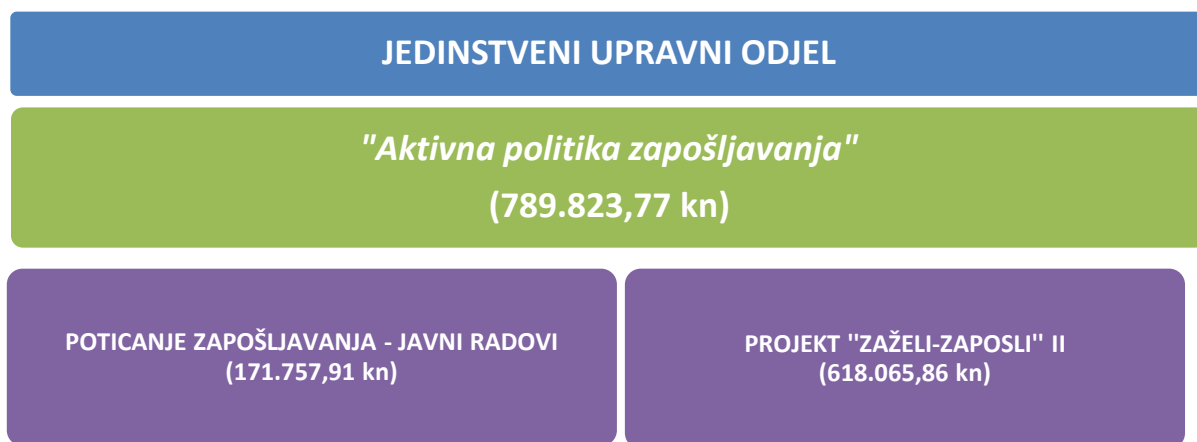 JEDINSTVENI UPRAVNI ODJEL
"Aktivna politika zapošljavanja"
(789.823,77 kn)
POTICANJE ZAPOŠLJAVANJA - JAVNI RADOVI
(171.757,91 kn)
PROJEKT ''ZAŽELI-ZAPOSLI'' II
(618.065,86 kn)